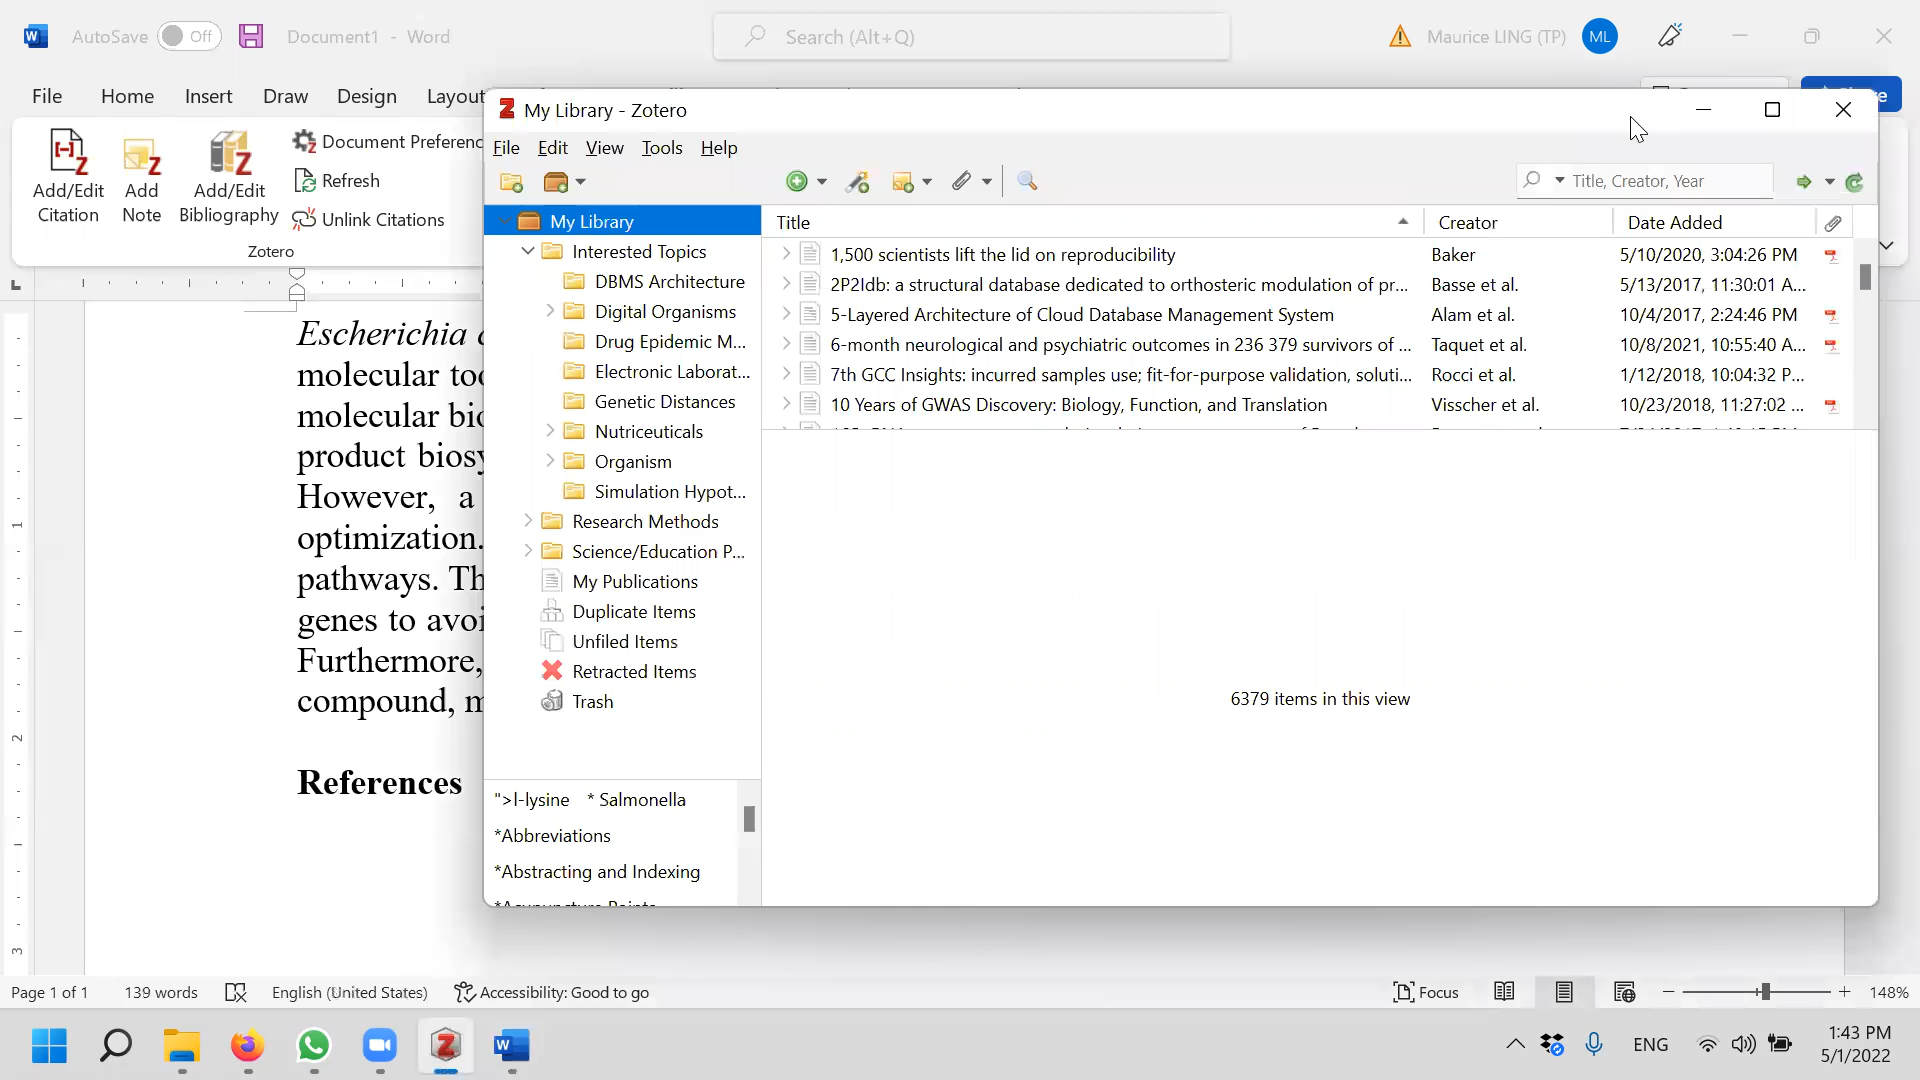 AutoSave Off Document1 - Word Search (Alt+Q) Maurice LING (TP) ML
File Home Insert Draw Design Layout
Add/Edit Citation
Add Note
Add/Edit Bibliography
Document Preferenc
Refresh
Unlink Citations
Zotero
Escherichia c
molecular too
molecular bio
product biosy
However, a
optimization.
pathways. Th
genes to avoi
Furthermore,
compound, m
References
My Library - Zotero
File Edit View Tools Help
Title, Creator, Year
My Library
Interested Topics
DBMS Architecture
Digital Organisms
Drug Epidemic M...
Electronic Laborat...
Genetic Distances
Nutriceuticals
Organism
Simulation Hypot...
Research Methods
Science/Education P...
My Publications
Duplicate Items
Unfiled Items
Retracted Items
Trash
">l-lysine * Salmonella
*Abbreviations
*Abstracting and Indexing
Title Creator Date Added
1,500 scientists lift the lid on reproducibility Baker 5/10/2020, 3:04:26 PM
2P2Idb: a structural database dedicated to orthosteric modulation of pr... Basse et al. 5/13/2017, 11:30:01 A...
5-Layered Architecture of Cloud Database Management System Alam et al. 10/4/2017, 2:24:46 PM
6-month neurological and psychiatric outcomes in 236 379 survivors of ... Taquet et al. 10/8/2021, 10:55:40 A...
7th GCC Insights: incurred samples use; fit-for-purpose validation, soluti... Rocci et al. 1/12/2018, 10:04:32 P...
10 Years of GWAS Discovery: Biology, Function, and Translation Visscher et al. 10/23/2018, 11:27:02 ...
6379 items in this view
Page 1 of 1 139 words English (United States) Accessibility: Good to go Focus 148%
ENG
1:43 PM
5/1/2022